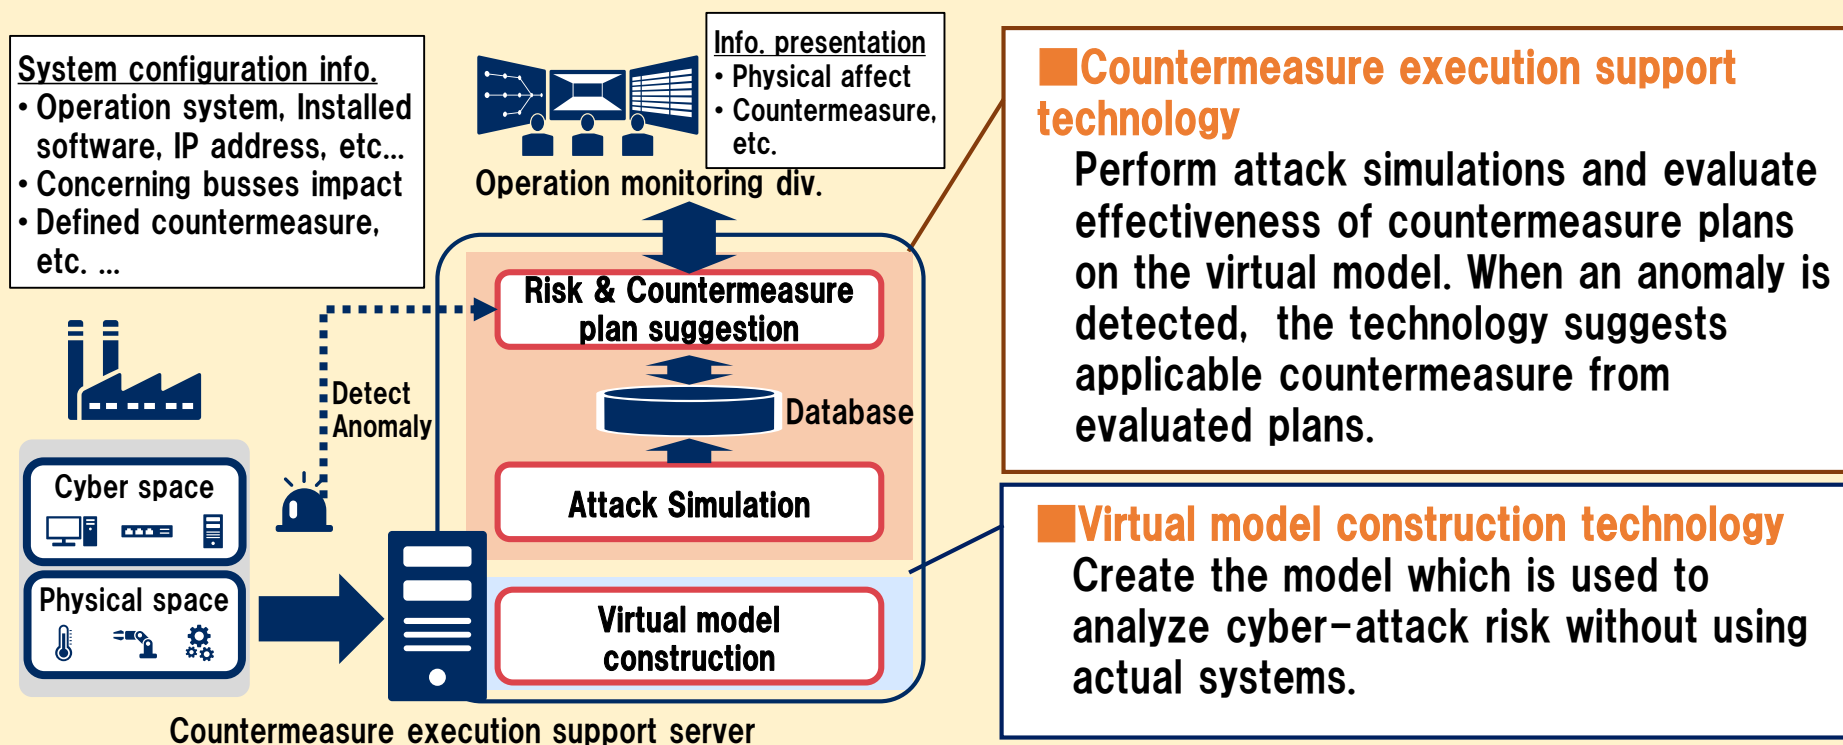 System configuration info.
• Operation system, Installed
software, IP address, etc...
• Concerning busses impact
• Defined countermeasure,
etc. ...
Info. presentation
• Physical affect
• Countermeasure,
etc.
Operation monitoring div.
Risk & Countermeasure
plan suggestion
Detect
Anomaly
Database
Attack Simulation
Cyber space
Physical space
Virtual model
construction
Countermeasure execution support server
■Countermeasure execution support
technology
Perform attack simulations and evaluate
effectiveness of countermeasure plans
on the virtual model. When an anomaly is
detected, the technology suggests
applicable countermeasure from
evaluated plans.
■Virtual model construction technology
Create the model which is used to
analyze cyber-attack risk without using
actual systems.